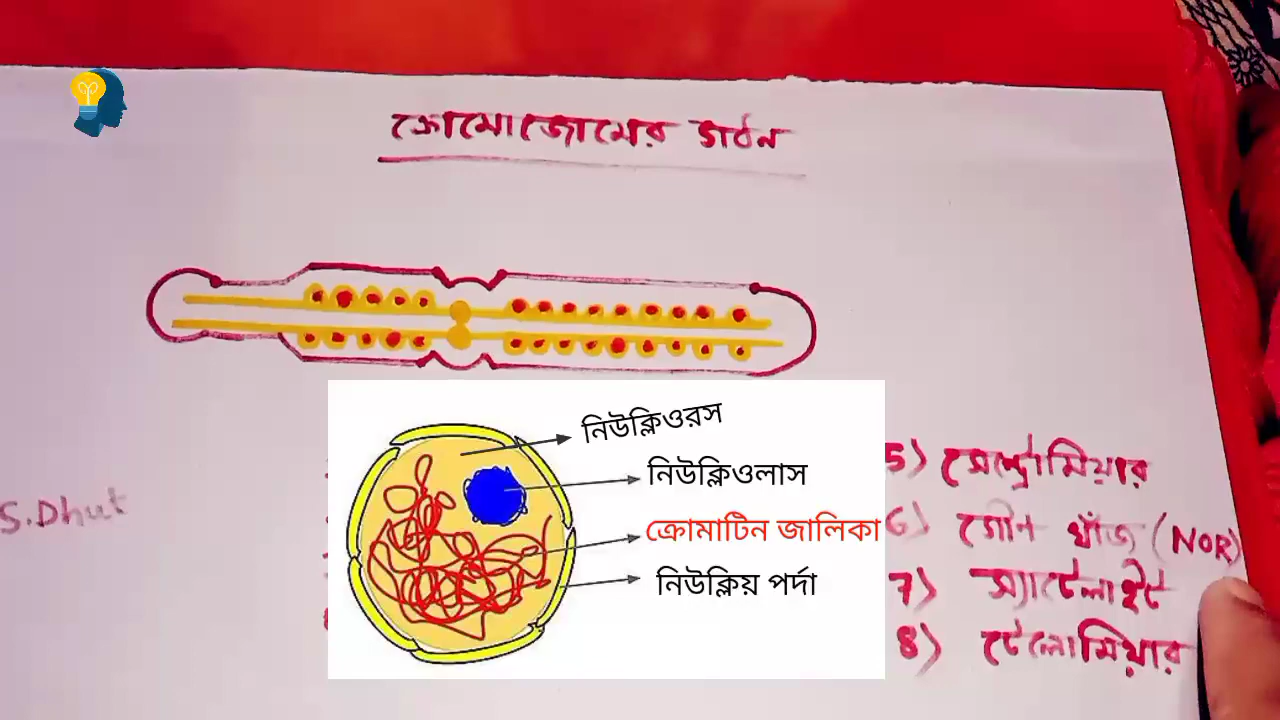 ক্রোমোজোমের গঠন
নিউক্লিওরস
নিউক্লিওলাস
ক্রোমাটিন জালিকা
নিউক্লিয় পর্দা
S.Dhut
5) সেন্ট্রোমিয়ার
6) গৌণ খাঁজ (NOR)
7) স্যাটেলাইট
8) টেলোমিয়ার